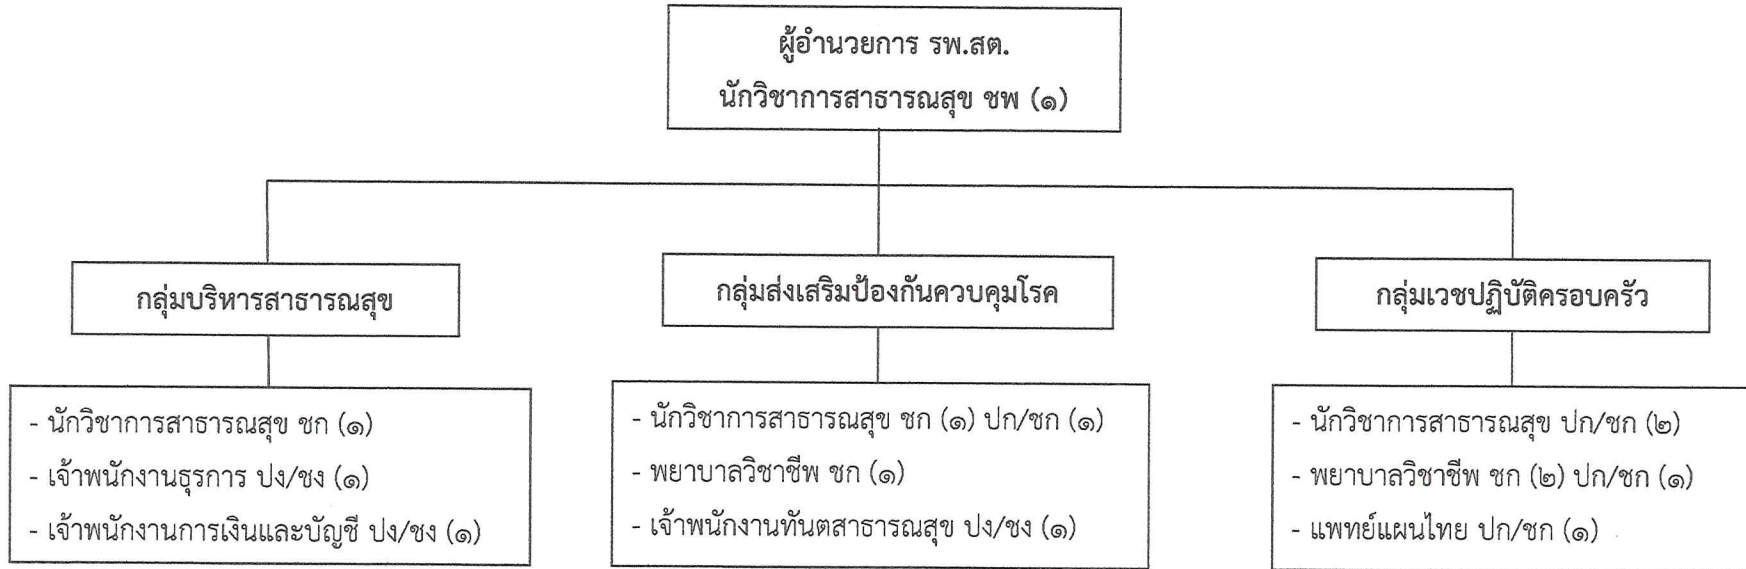 ผู้อำนวยการ รพ.สต.
นักวิชาการสาธารณสุข ชพ (๑)
กลุ่มบริหารสาธารณสุข
กลุ่มส่งเสริมป้องกันควบคุมโรค
กลุ่มเวชปฏิบัติครอบครัว
- นักวิชาการสาธารณสุข ชก (๑)
- เจ้าพนักงานธุรการ ปง/ชง (๑)
- เจ้าพนักงานการเงินและบัญชี ปง/ชง (๑)
- นักวิชาการสาธารณสุข ชก (๑) ปก/ชก (๑)
- พยาบาลวิชาชีพ ชก (๑)
- เจ้าพนักงานทันตสาธารณสุข ปง/ชง (๑)
- นักวิชาการสาธารณสุข ปก/ชก (๒)
- พยาบาลวิชาชีพ ชก (๒) ปก/ชก (๑)
- แพทย์แผนไทย ปก/ชก (๑)